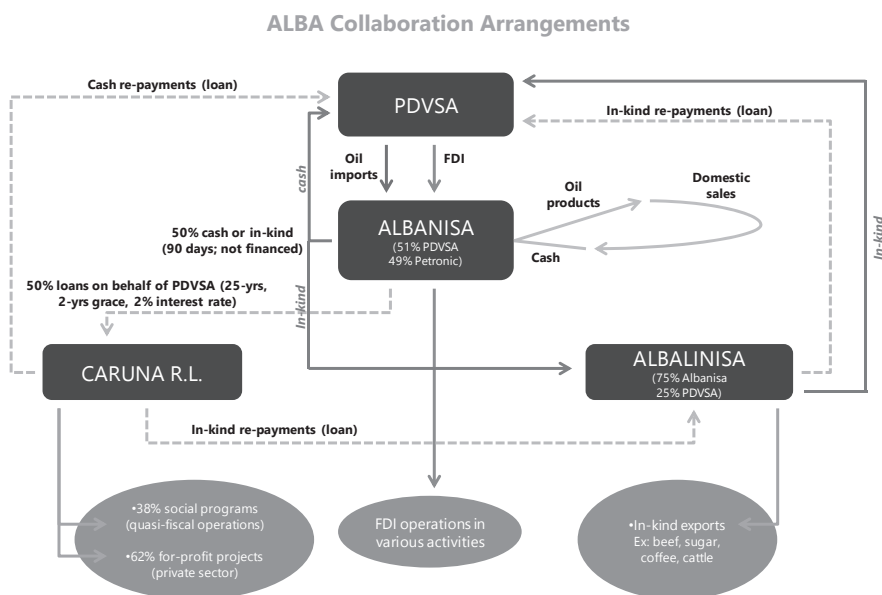 ALBA Collaboration Arrangements
Cash re-payments (loan)
PDVSA
In-kind re-payments (loan)
cash
Oil
imports
FDI
Oil
products
Domestic
sales
In-kind
50% cash or in-kind
(90 days; not financed)
ALBANISA
(51% PDVSA
49% Petronic)
Cash
50% loans on behalf of PDVSA (25-yrs,
2-yrs grace, 2% interest rate)
In-kind
CARUNA R.L.
ALBALINISA
(75% Albanisa
25% PDVSA)
In-kind re-payments (loan)
•38% social programs
(quasi-fiscal operations)
•62% for-profit projects
(private sector)
FDI operations in
various activities
•In-kind exports
Ex: beef, sugar,
coffee, cattle